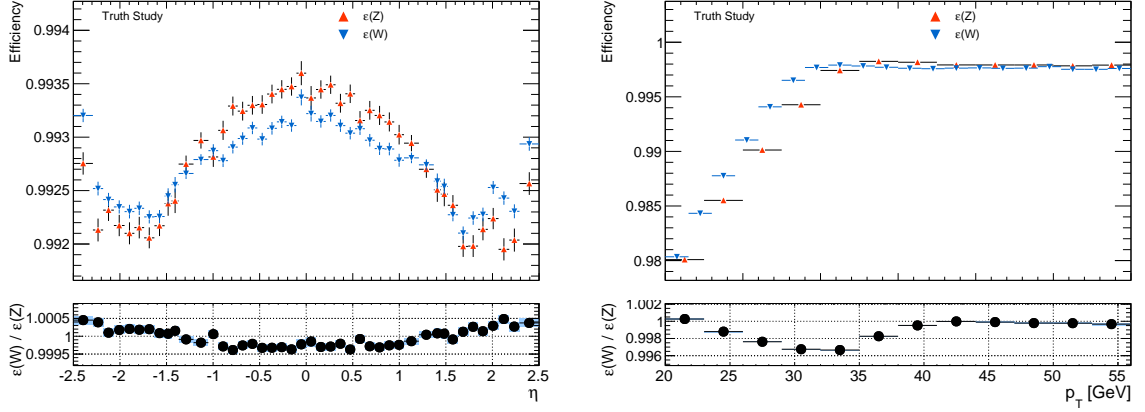 Efficiency
0.994
0.9935
0.993
0.9925
0.992
Truth Study
ε(Z)
ε(W)
ε(W) / ε(Z)
1.0005
1
0.9995
-2.5 -2 -1.5 -1 -0.5 0 0.5 1 1.5 2 2.5
η
Efficiency
1
0.995
0.99
0.985
0.98
Truth Study
ε(Z)
ε(W)
ε(W) / ε(Z)
1.002
1
0.998
0.996
20 25 30 35 40 45 50 55
p_T [GeV]